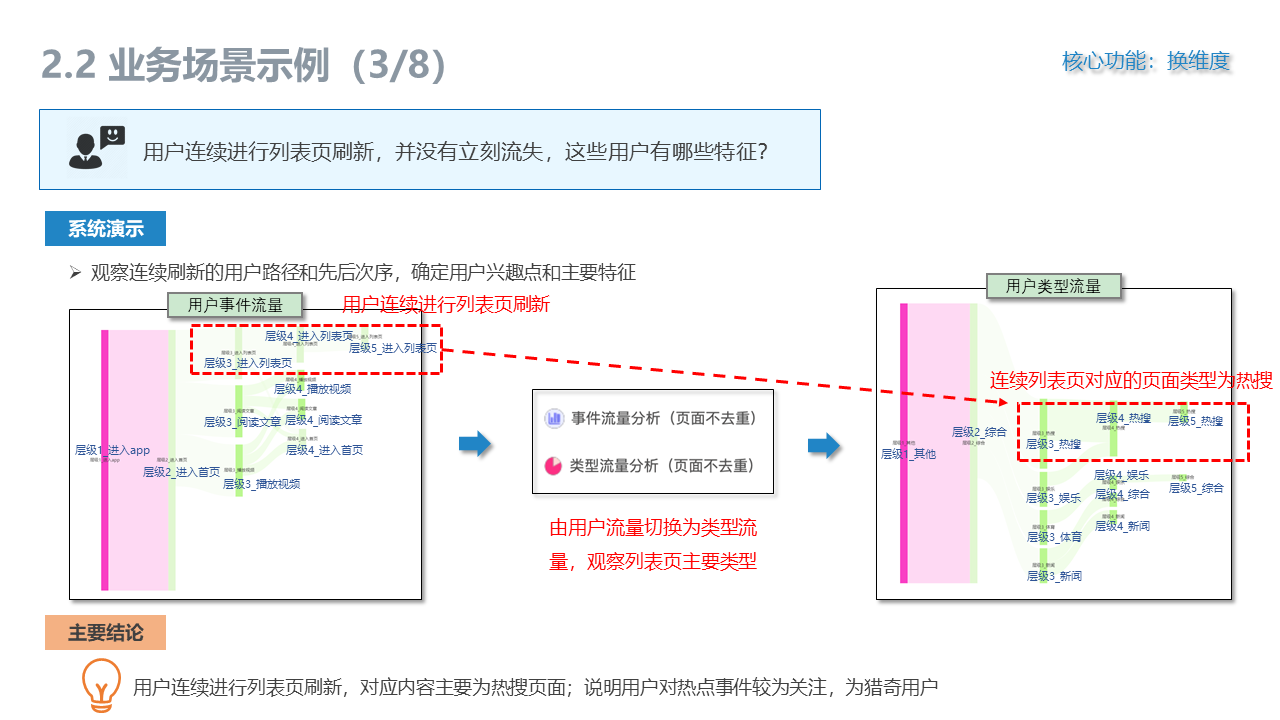 2.2 业务场景示例（3/8）
核心功能：换维度
用户连续进行列表页刷新，并没有立刻流失，这些用户有哪些特征？
系统演示
➢ 观察连续刷新的用户路径和先后次序，确定用户兴趣点和主要特征
用户事件流量
用户连续进行列表页刷新
层级4_进入列表页
层级5_进入列表页
层级3_进入列表页
层级4_播放视频
层级3_阅读文章
层级4_阅读文章
层级1_进入app
层级4_进入首页
层级2_进入首页
层级3_播放视频
事件流量分析（页面不去重）
类型流量分析（页面不去重）
由用户流量切换为类型流
量，观察列表页主要类型
用户类型流量
连续列表页对应的页面类型为热搜
层级4_热搜
层级5_热搜
层级2_综合
层级3_热搜
层级1_其他
层级4_娱乐
层级5_综合
层级3_娱乐
层级4_综合
层级4_新闻
层级3_体育
层级3_新闻
主要结论
用户连续进行列表页刷新，对应内容主要为热搜页面；说明用户对热点事件较为关注，为猎奇用户